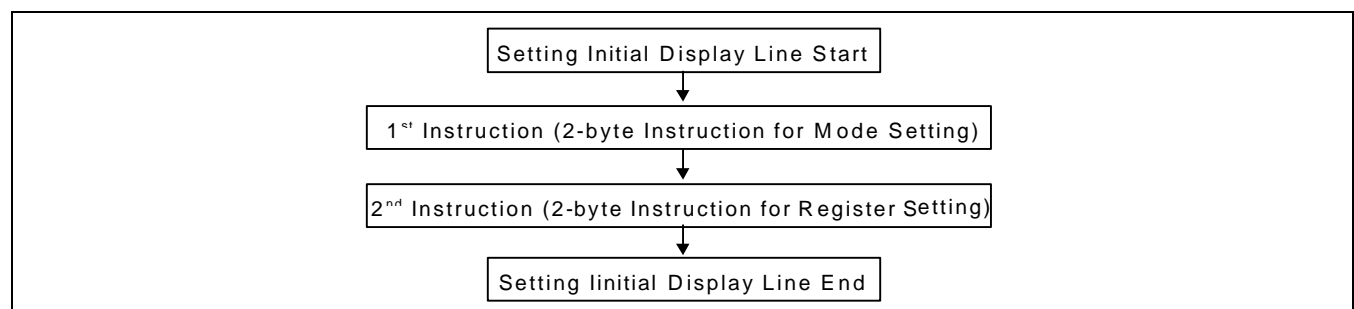 Setting Initial Display Line Start
1st Instruction (2-byte Instruction for Mode Setting)
2nd Instruction (2-byte Instruction for Register Setting)
Setting Iinitial Display Line End